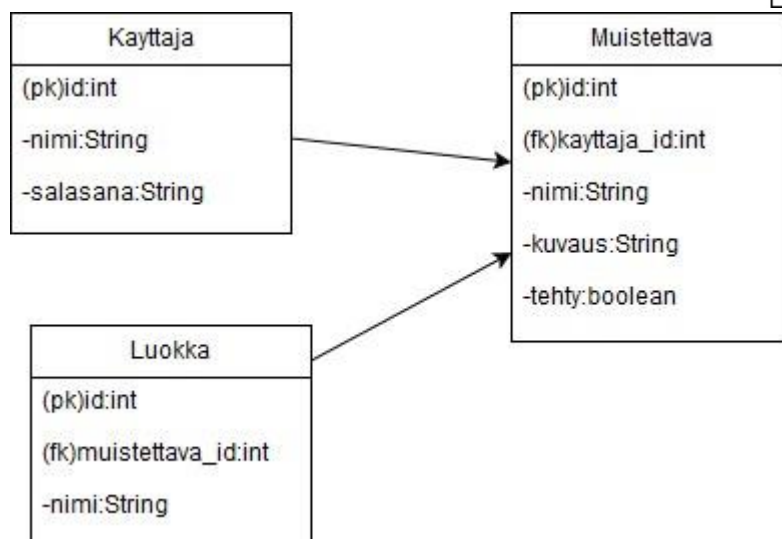 Kayttaja
(pk)id:int
-nimi:String
-salasana:String
Muistettava
(pk)id:int
(fk)kayttaja_id:int
-nimi:String
-kuvaus:String
-tehty:boolean
Luokka
(pk)id:int
(fk)muistettava_id:int
-nimi:String